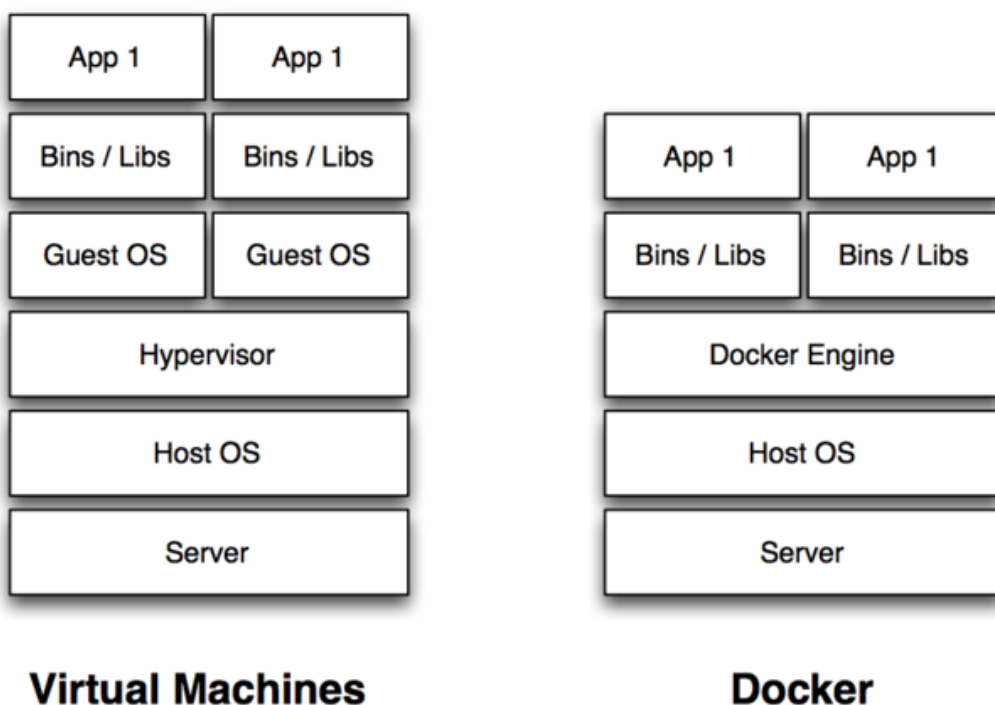 App 1
App 1
Bins / Libs
Bins / Libs
Guest OS
Guest OS
Hypervisor
Host OS
Server
Virtual Machines
App 1
App 1
Bins / Libs
Bins / Libs
Docker Engine
Host OS
Server
Docker